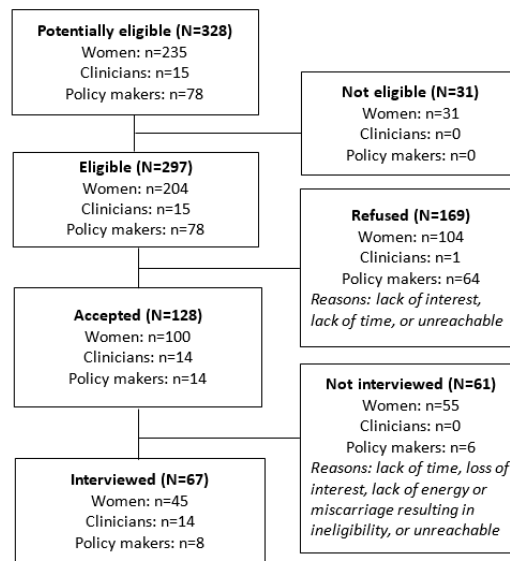 Potentially eligible (N=328)
Women: n=235
Clinicians: n=15
Policy makers: n=78
Not eligible (N=31)
Women: n=31
Clinicians: n=0
Policy makers: n=0
Eligible (N=297)
Women: n=204
Clinicians: n=15
Policy makers: n=78
Refused (N=169)
Women: n=104
Clinicians: n=1
Policy makers: n=64
Reasons: lack of interest,
lack of time, or unreachable
Accepted (N=128)
Women: n=100
Clinicians: n=14
Policy makers: n=14
Not interviewed (N=61)
Women: n=55
Clinicians: n=0
Policy makers: n=6
Reasons: lack of time, loss of
interest, lack of energy or
miscarriage resulting in
ineligibility, or unreachable
Interviewed (N=67)
Women: n=45
Clinicians: n=14
Policy makers: n=8